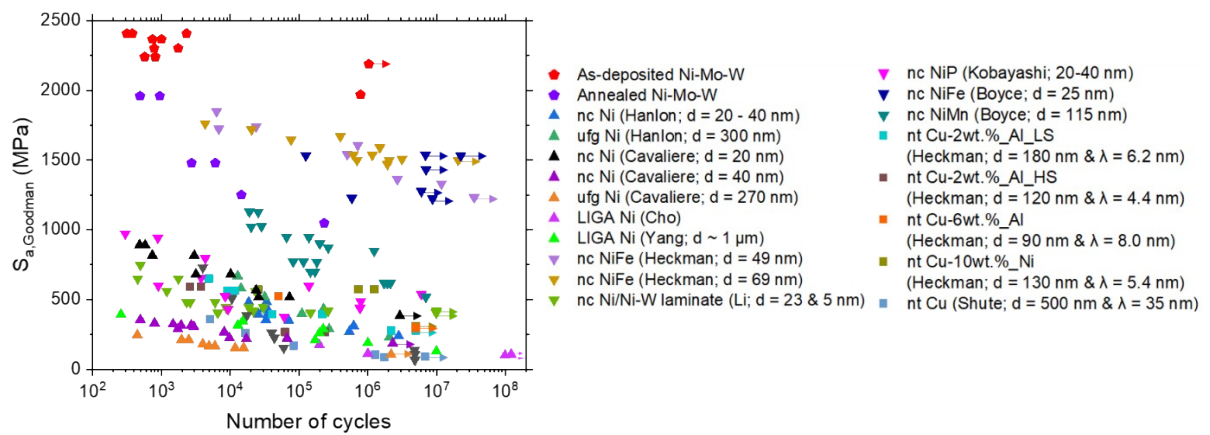 2500
2000
1500
1000
500
0
S_a,Goodman (MPa)
10^2
10^3
10^4
10^5
10^6
10^7
10^8
Number of cycles
As-deposited Ni-Mo-W
Annealed Ni-Mo-W
nc Ni (Hanlon; d = 20 - 40 nm)
ufg Ni (Hanlon; d = 300 nm)
nc Ni (Cavaliere; d = 20 nm)
nc Ni (Cavaliere; d = 40 nm)
ufg Ni (Cavaliere; d = 270 nm)
LIGA Ni (Cho)
LIGA Ni (Yang; d ~ 1 µm)
nc NiFe (Heckman; d = 49 nm)
nc NiFe (Heckman; d = 69 nm)
nc Ni/Ni-W laminate (Li; d = 23 & 5 nm)
nc NiP (Kobayashi; 20-40 nm)
nc NiFe (Boyce; d = 25 nm)
nc NiMn (Boyce; d = 115 nm)
nt Cu-2wt.%_Al_LS
(Heckman; d = 180 nm & λ = 6.2 nm)
nt Cu-2wt.%_Al_HS
(Heckman; d = 120 nm & λ = 4.4 nm)
nt Cu-6wt.%_Al
(Heckman; d = 90 nm & λ = 8.0 nm)
nt Cu-10wt.%_Ni
(Heckman; d = 130 nm & λ = 5.4 nm)
nt Cu (Shute; d = 500 nm & λ = 35 nm)